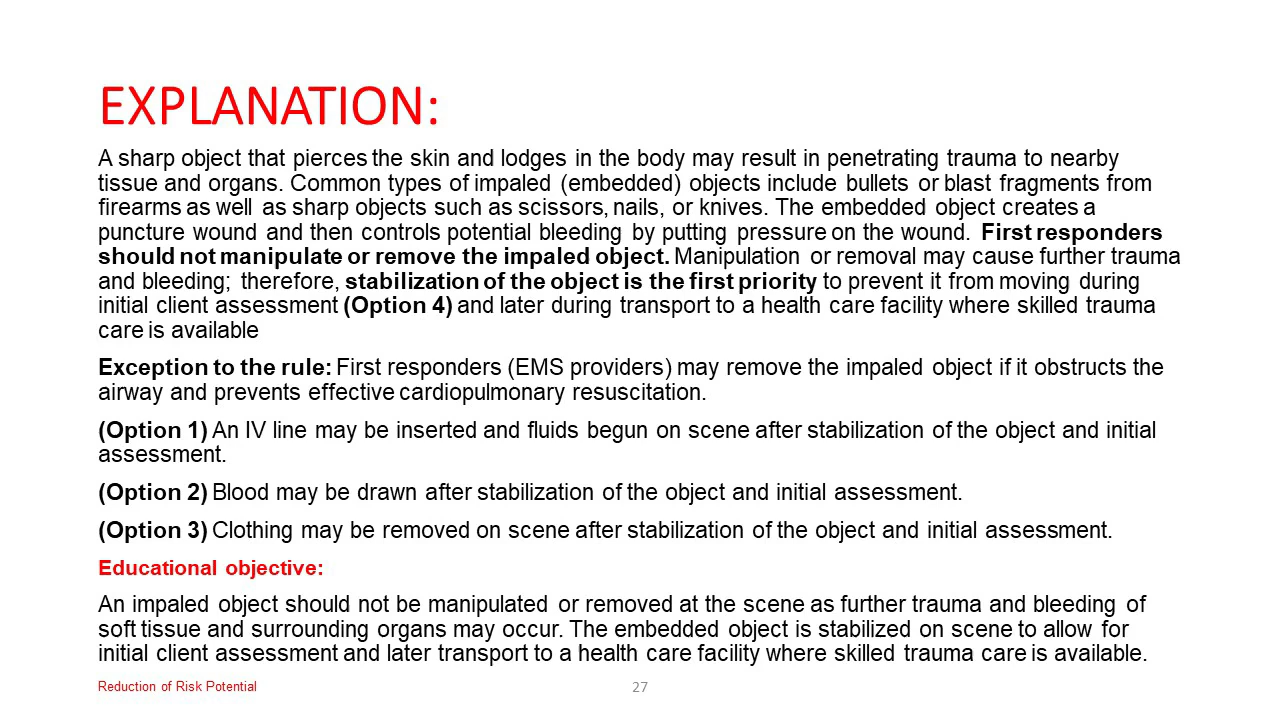 EXPLANATION:
A sharp object that pierces the skin and lodges in the body may result in penetrating trauma to nearby
tissue and organs. Common types of impaled (embedded) objects include bullets or blast fragments from
firearms as well as sharp objects such as scissors, nails, or knives. The embedded object creates a
puncture wound and then controls potential bleeding by putting pressure on the wound. First responders
should not manipulate or remove the impaled object. Manipulation or removal may cause further trauma
and bleeding; therefore, stabilization of the object is the first priority to prevent it from moving during
initial client assessment (Option 4) and later during transport to a health care facility where skilled trauma
care is available
Exception to the rule: First responders (EMS providers) may remove the impaled object if it obstructs the
airway and prevents effective cardiopulmonary resuscitation.
(Option 1) An IV line may be inserted and fluids begun on scene after stabilization of the object and initial
assessment.
(Option 2) Blood may be drawn after stabilization of the object and initial assessment.
(Option 3) Clothing may be removed on scene after stabilization of the object and initial assessment.
Educational objective:
An impaled object should not be manipulated or removed at the scene as further trauma and bleeding of
soft tissue and surrounding organs may occur. The embedded object is stabilized on scene to allow for
initial client assessment and later transport to a health care facility where skilled trauma care is available.
Reduction of Risk Potential
27